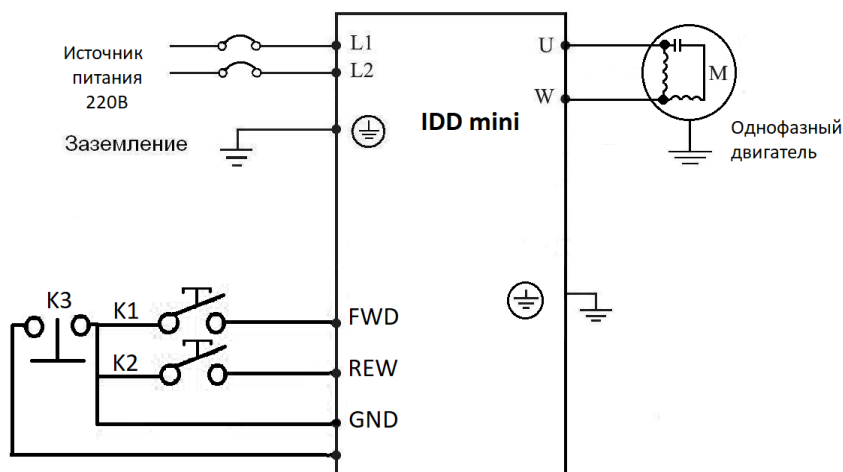 Источник
питания
220В
L1
L2
Заземление
IDD mini
U
W
M
Однофазный
двигатель
K3
K1
K2
FWD
REW
GND